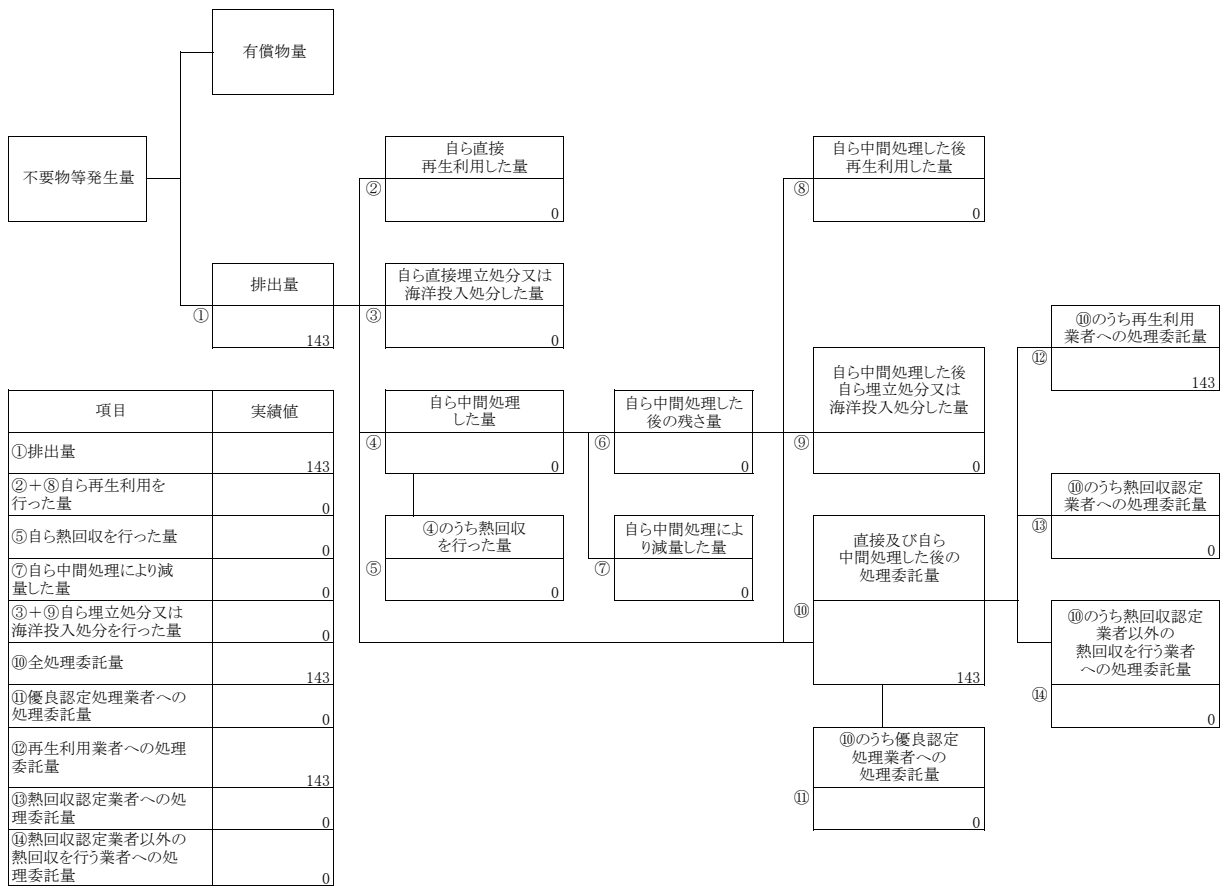 有償物量
不要物等発生量
自ら直接
再生利用した量
②
0
自ら中間処理した後
再生利用した量
⑧
0
排出量
①
143
自ら直接埋立処分又は
海洋投入処分した量
③
0
⑩のうち再生利用
業者への処理委託量
⑫
143
自ら中間処理
した量
④
0
自ら中間処理した
後の残さ量
⑥
0
自ら中間処理した後
自ら埋立処分又は
海洋投入処分した量
⑨
0
⑩のうち熱回収認定
業者への処理委託量
⑬
0
④のうち熱回収
を行った量
⑤
0
自ら中間処理によ
り減量した量
⑦
0
直接及び自ら
中間処理した後の
処理委託量
⑩
143
⑩のうち熱回収認定
業者以外の
熱回収を行う業者
への処理委託量
⑭
0
⑩のうち優良認定
処理業者への
処理委託量
⑪
0
項目 実績値
①排出量
143
②+⑧自ら再生利用を
行った量
0
⑤自ら熱回収を行った量
0
⑦自ら中間処理により減
量した量
0
③+⑨自ら埋立処分又は
海洋投入処分を行った量
0
⑩全処理委託量
143
⑪優良認定処理業者への
処理委託量
0
⑫再生利用業者への処理
委託量
143
⑬熱回収認定業者への処
理委託量
0
⑭熱回収認定業者以外の
熱回収を行う業者への処
理委託量
0